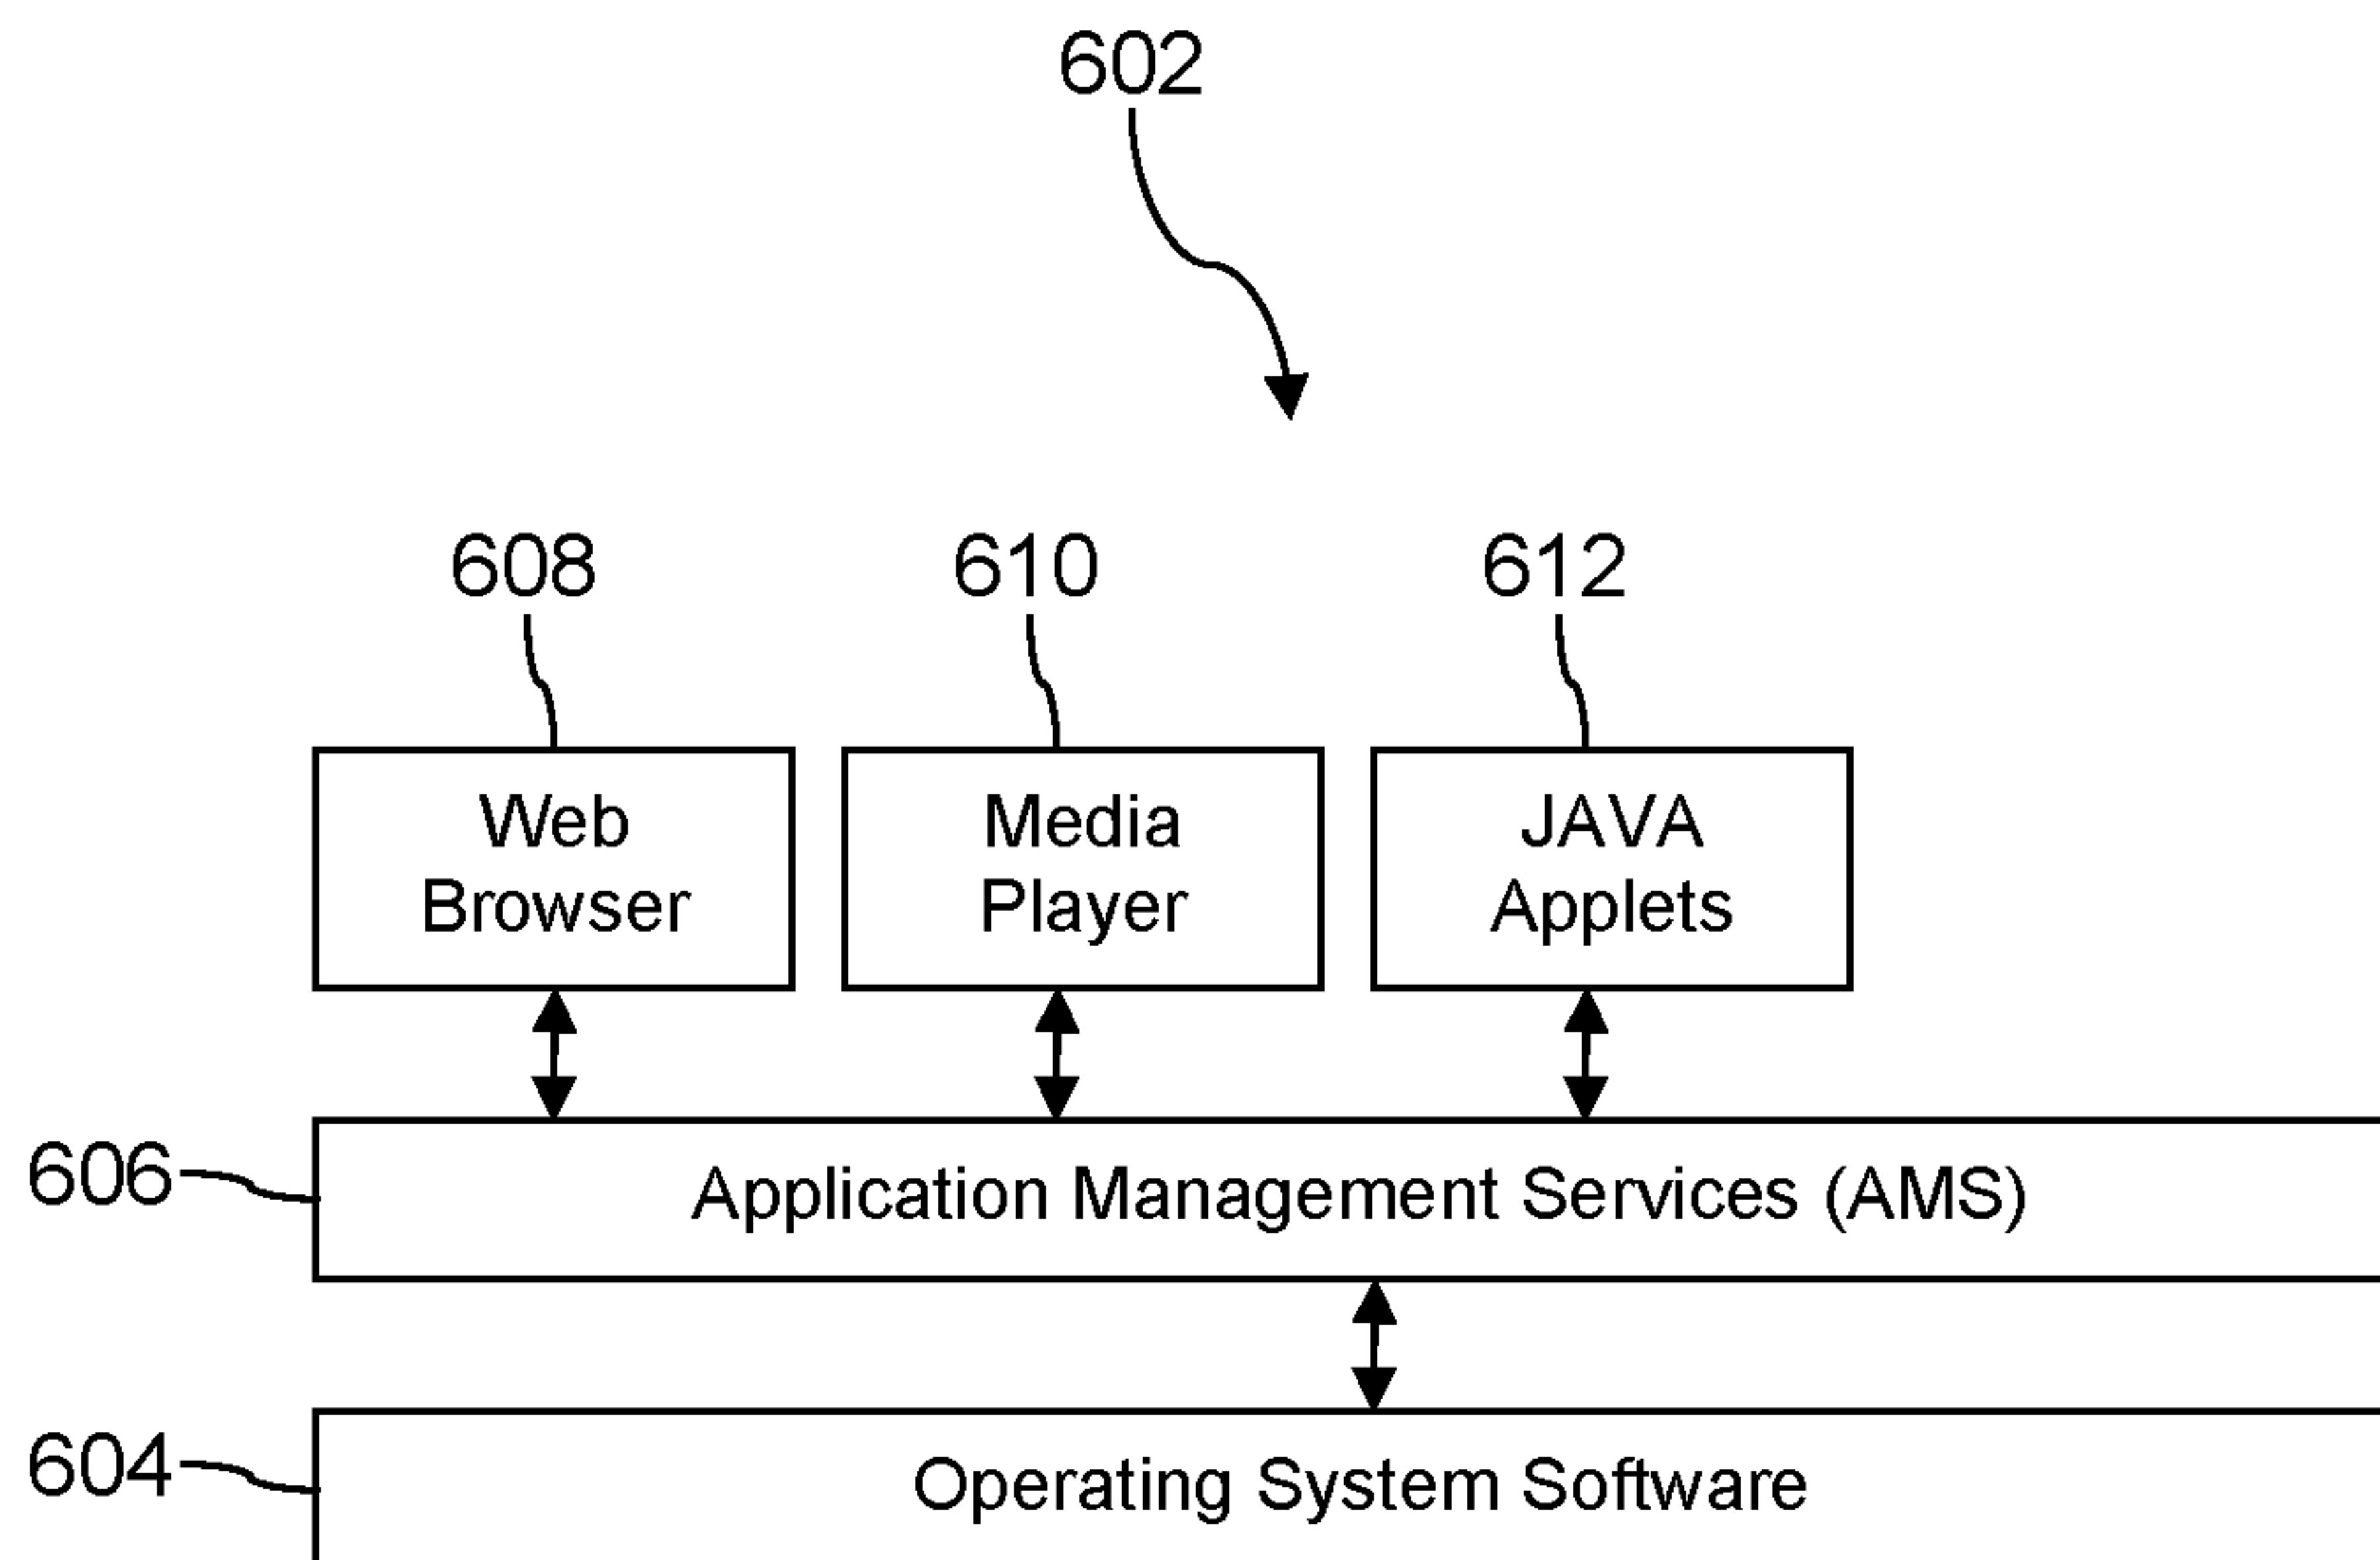 602
608 610 612
Web
Browser
Media
Player
JAVA
Applets
606
Application Management Services (AMS)
604
Operating System Software